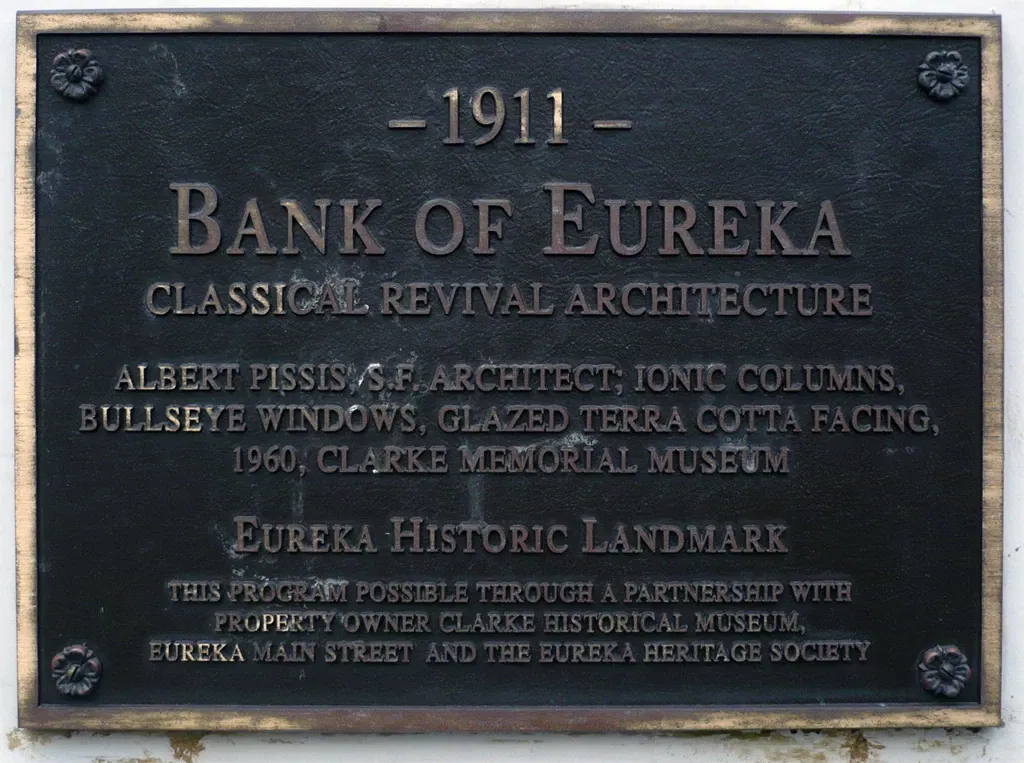 – 1911 –
BANK OF EUREKA
CLASSICAL REVIVAL ARCHITECTURE
ALBERT PISSIS, S.F. ARCHITECT; IONIC COLUMNS,
BULLSEYE WINDOWS, GLAZED TERRA COTTA FACING,
1960, CLARKE MEMORIAL MUSEUM
EUREKA HISTORIC LANDMARK
THIS PROGRAM POSSIBLE THROUGH A PARTNERSHIP WITH
PROPERTY OWNER CLARKE HISTORICAL MUSEUM,
EUREKA MAIN STREET AND THE EUREKA HERITAGE SOCIETY